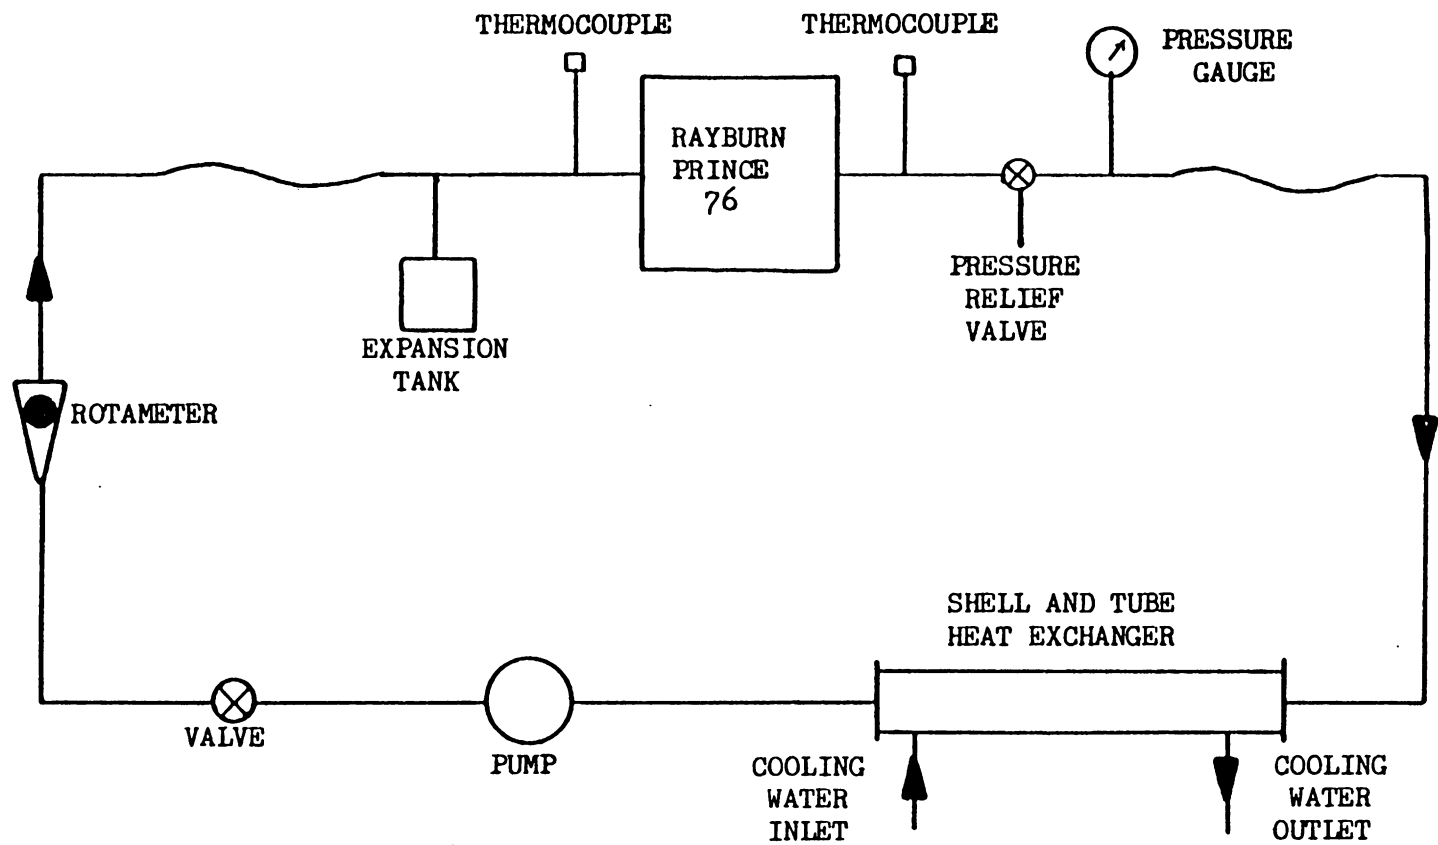 THERMOCOUPLE
THERMOCOUPLE
PRESSURE
GAUGE
RAYBURN
PRINCE
76
PRESSURE
RELIEF
VALVE
EXPANSION
TANK
ROTAMETER
SHELL AND TUBE
HEAT EXCHANGER
VALVE
PUMP
COOLING
WATER
INLET
COOLING
WATER
OUTLET